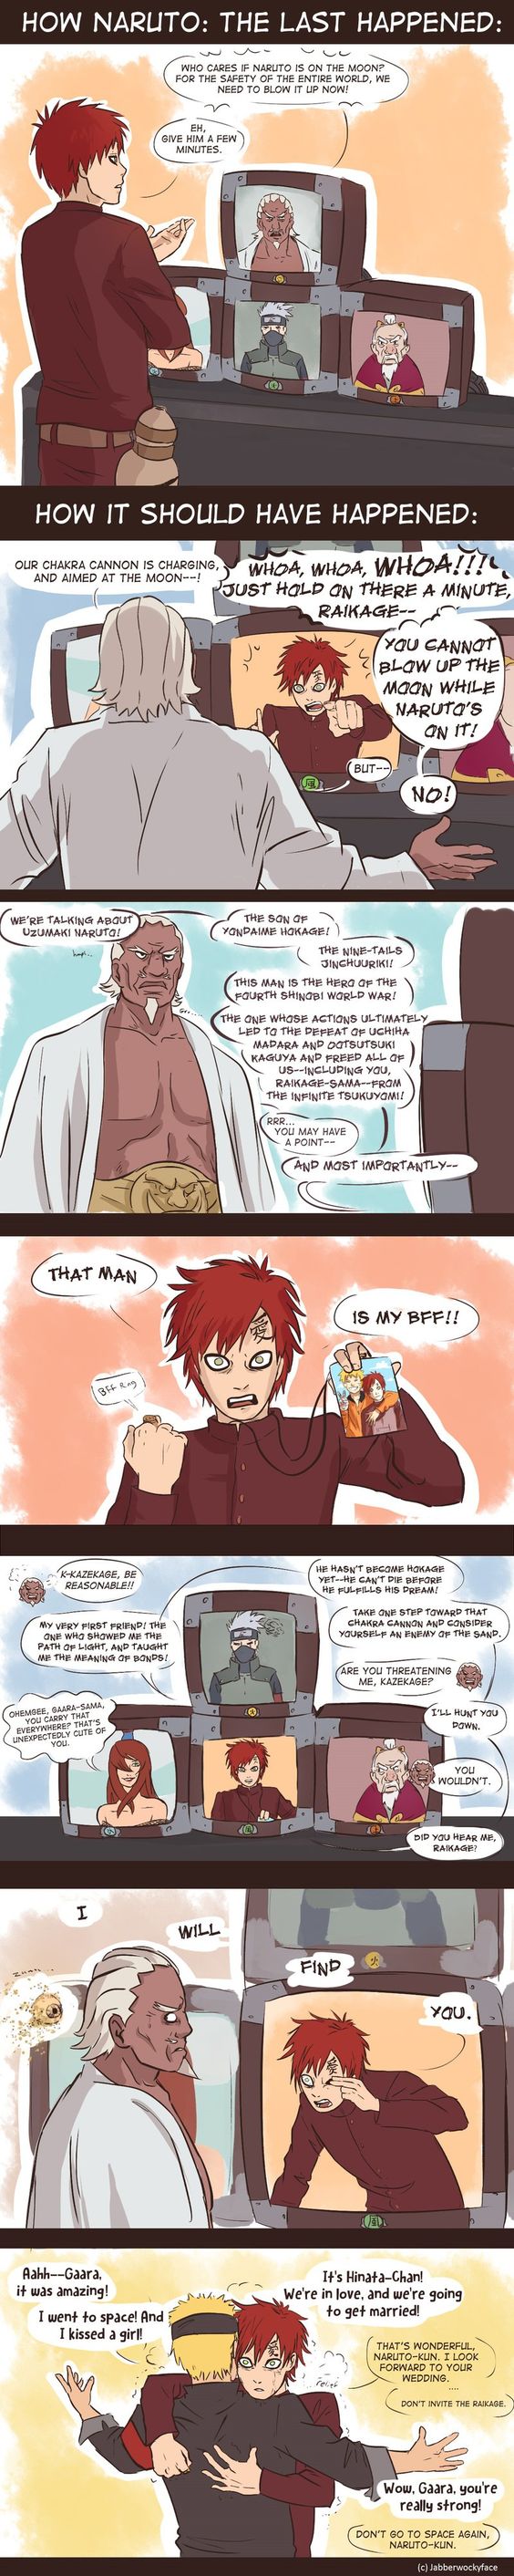 HOW NARUTO: THE LAST HAPPENED:
WHO CARES IF NARUTO IS ON THE MOON?
FOR THE SAFETY OF THE ENTIRE WORLD, WE
NEED TO BLOW IT UP NOW!
EH,
GIVE HIM A FEW
MINUTES.
HOW IT SHOULD HAVE HAPPENED:
OUR CHAKRA CANNON IS CHARGING,
AND AIMED AT THE MOON--!
WHOA, WHOA, WHOA!!!
JUST HOLD ON THERE A MINUTE,
RAIKAGE--
YOU CANNOT
BLOW UP THE
MOON WHILE
NARUTO'S
ON IT!
BUT--
NO!
WE'RE TALKING ABOUT
UZUMAKI NARUTO!
THE SON OF
YONDAIME HOKAGE!
THE NINE-TAILS
JINCHUURIKI!
THIS MAN IS THE HERO OF THE
FOURTH SHINOBI WORLD WAR!
THE ONE WHOSE ACTIONS ULTIMATELY
LED TO THE DEFEAT OF UCHIHA
MADARA AND OOTSUTSUKI
KAGUYA AND FREED ALL OF
US--INCLUDING YOU,
RAIKAGE-SAMA--FROM
THE INFINITE TSUKUYOMI!
RRR...
YOU MAY HAVE
A POINT--
AND MOST IMPORTANTLY--
THAT MAN
IS MY BFF!!
BFF Ring
愛
K-KAZEKAGE, BE
REASONABLE!!
HE HASN'T BECOME HOKAGE
YET--HE CAN'T DIE BEFORE
HE FULFILLS HIS DREAM!
MY VERY FIRST FRIEND! THE
ONE WHO SHOWED ME THE
PATH OF LIGHT, AND TAUGHT
ME THE MEANING OF BONDS!
TAKE ONE STEP TOWARD THAT
CHAKRA CANNON AND CONSIDER
YOURSELF AN ENEMY OF THE SAND.
ARE YOU THREATENING
ME, KAZEKAGE?
OHEMGEE, GAARA-SAMA,
YOU CARRY THAT
EVERYWHERE? THAT'S
UNEXPECTEDLY CUTE OF
YOU.
I'LL HUNT YOU
DOWN.
YOU
WOULDN'T.
DID YOU HEAR ME,
RAIKAGE?
I
WILL
FIND
YOU.
Aahh--Gaara,
it was amazing!
I went to space! And
I kissed a girl!
It's Hinata-Chan!
We're in love, and we're going
to get married!
THAT'S WONDERFUL,
NARUTO-KUN. I LOOK
FORWARD TO YOUR
WEDDING.
....
DON'T INVITE THE RAIKAGE.
Wow, Gaara, you're
really strong!
DON'T GO TO SPACE AGAIN,
NARUTO-KUN.
(c) Jabberwockyface